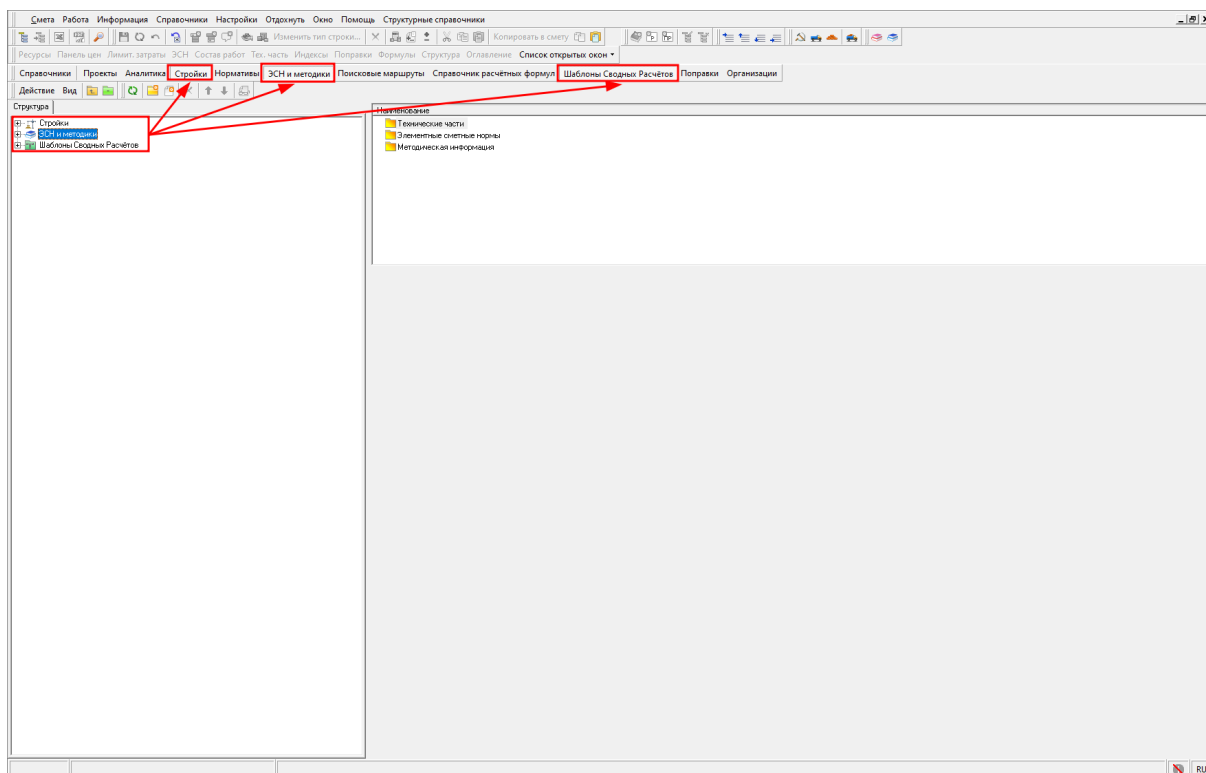 Смета Работа Информация Справочники Настройки Отдохнуть Окно Помощь Структурные справочники
Изменить тип строки... Копировать в смету
Ресурсы Панель цен Лимит. затраты ЭСН Состав работ Тех. часть Индексы Поправки Формулы Структура Оглавление Список открытых окон
Справочники Проекты Аналитика Стройки Нормативы ЭСН и методики Поисковые маршруты Справочник расчётных формул Шаблоны Сводных Расчётов Поправки Организации
Действие Вид
Структура
Наименование
Стройки
ЭСН и методики
Шаблоны Сводных Расчётов
Технические части
Элементные сметные нормы
Методическая информация
RU